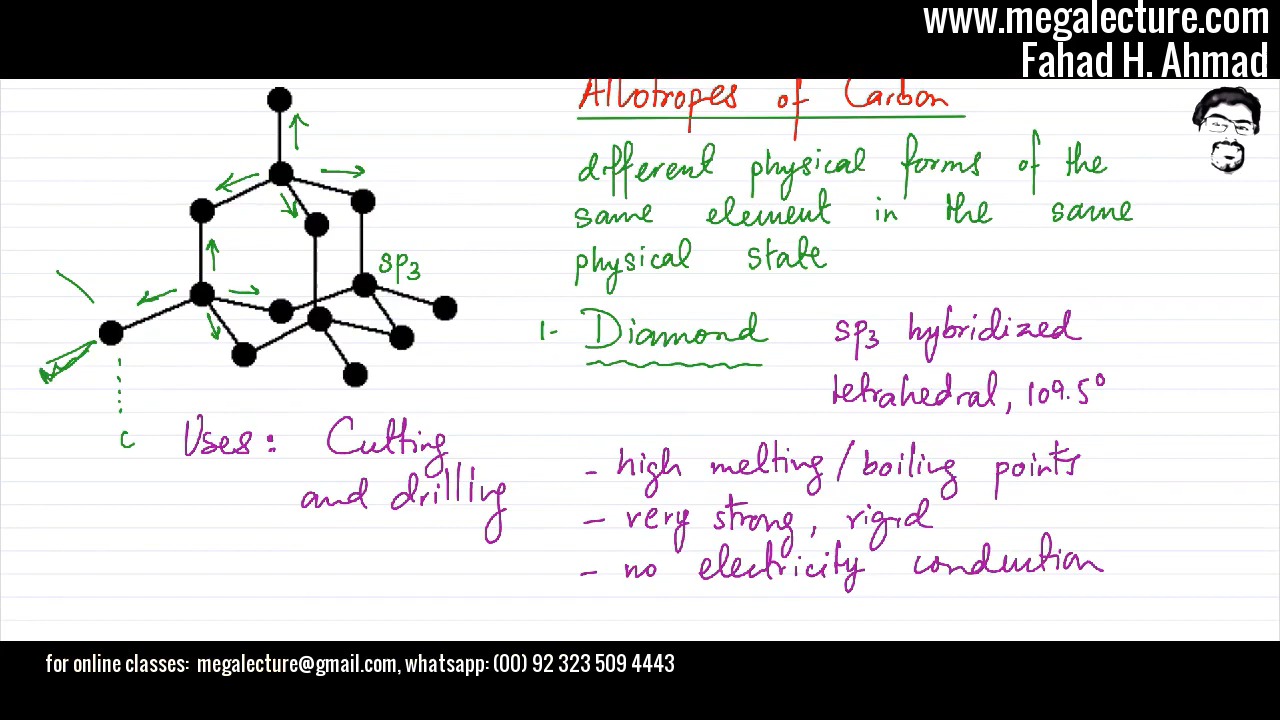 www.megalecture.com
Fahad H. Ahmad
Allotropes of Carbon
different physical forms of the
same element in the same
physical state
sp3
1- Diamond sp3 hybridized
tetrahedral, 109.5°
C
Uses: Cutting
and drilling
- high melting/boiling points
- very strong, rigid
- no electricity conduction
for online classes: megalecture@gmail.com, whatsapp: (00) 92 323 509 4443